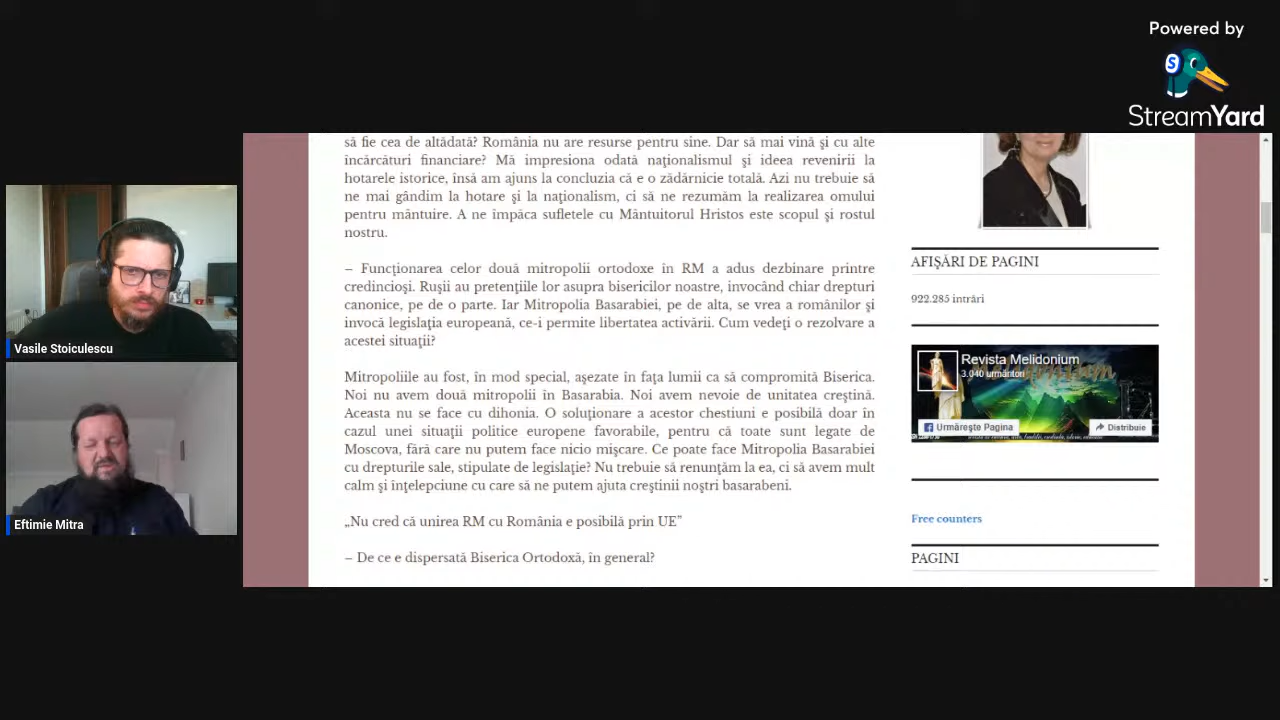 Powered by
StreamYard
să fie cea de altădată? România nu are resurse pentru sine. Dar să mai vină şi cu alte
încărcături financiare? Mă impresiona odată naţionalismul şi ideea revenirii la
hotarele istorice, însă am ajuns la concluzia că e o zădărnicie totală. Azi nu trebuie să
ne mai gândim la hotare şi la naţionalism, ci să ne rezumăm la realizarea omului
pentru mântuire. A ne împăca sufletele cu Mântuitorul Hristos este scopul şi rostul
nostru.
– Funcţionarea celor două mitropolii ortodoxe în RM a adus dezbinare printre
credincioşi. Ruşii au pretenţiile lor asupra bisericilor noastre, invocând chiar drepturi
canonice, pe de o parte. Iar Mitropolia Basarabiei, pe de alta, se vrea a românilor şi
invocă legislaţia europeană, ce-i permite libertatea activării. Cum vedeţi o rezolvare a
acestei situaţii?
Mitropoliile au fost, în mod special, aşezate în faţa lumii ca să compromită Biserica.
Noi nu avem două mitropolii în Basarabia. Noi avem nevoie de unitatea creştină.
Aceasta nu se face cu dihonia. O soluţionare a acestor chestiuni e posibilă doar în
cazul unei situaţii politice europene favorabile, pentru că toate sunt legate de
Moscova, fără care nu putem face nicio mişcare. Ce poate face Mitropolia Basarabiei
cu drepturile sale, stipulate de legislaţie? Nu trebuie să renunţăm la ea, ci să avem mult
calm şi înţelepciune cu care să ne putem ajuta creştinii noştri basarabeni.
„Nu cred că unirea RM cu România e posibilă prin UE”
– De ce e dispersată Biserica Ortodoxă, în general?
AFIŞĂRI DE PAGINI
922.285 intrări
Revista Melidonium
3.040 următori
Urmăreşte Pagina
Distribuie
Free counters
PAGINI
Vasile Stoiculescu
Eftimie Mitra